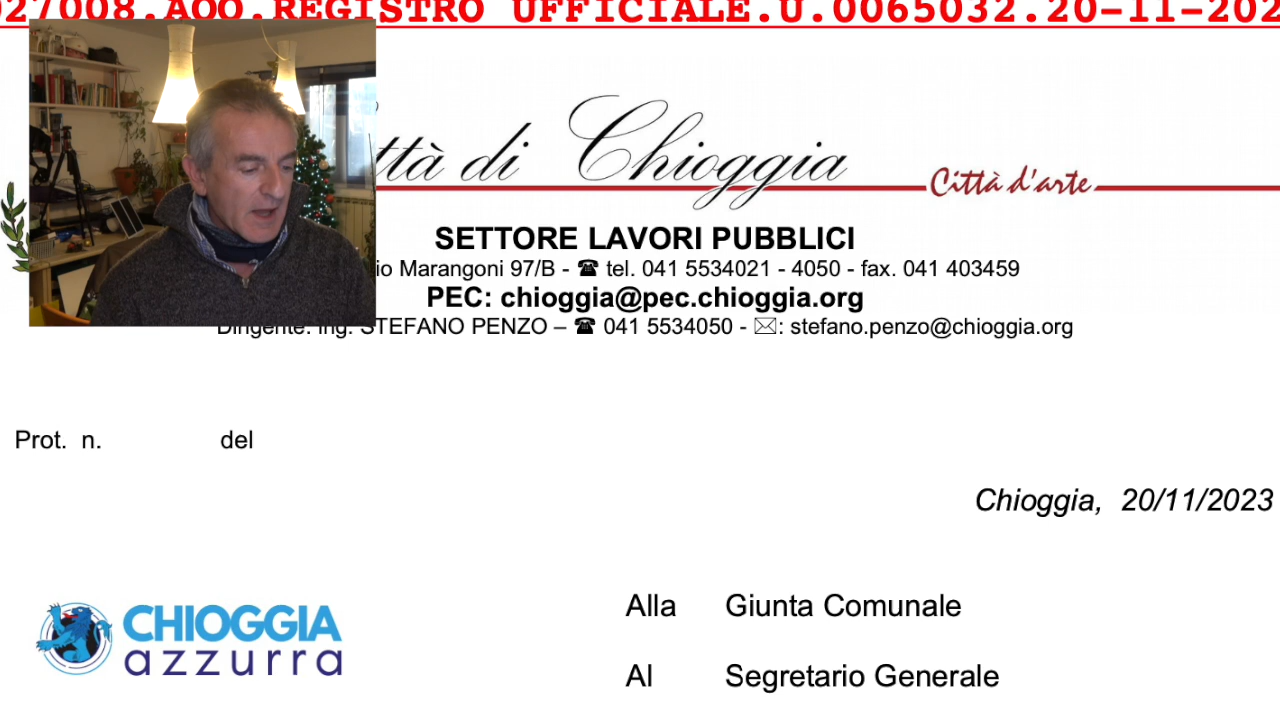 027008.AOO.REGISTRO UFFICIALE.U.0065032.20-11-202
ttà di Chioggia
Città d'arte
SETTORE LAVORI PUBBLICI
io Marangoni 97/B - ☎ tel. 041 5534021 - 4050 - fax. 041 403459
PEC: chioggia@pec.chioggia.org
Dirigente: ing. STEFANO PENZO – ☎ 041 5534050 - ✉: stefano.penzo@chioggia.org
Prot. n. del
Chioggia, 20/11/2023
Alla Giunta Comunale
Al Segretario Generale
CHIOGGIA
azzurra